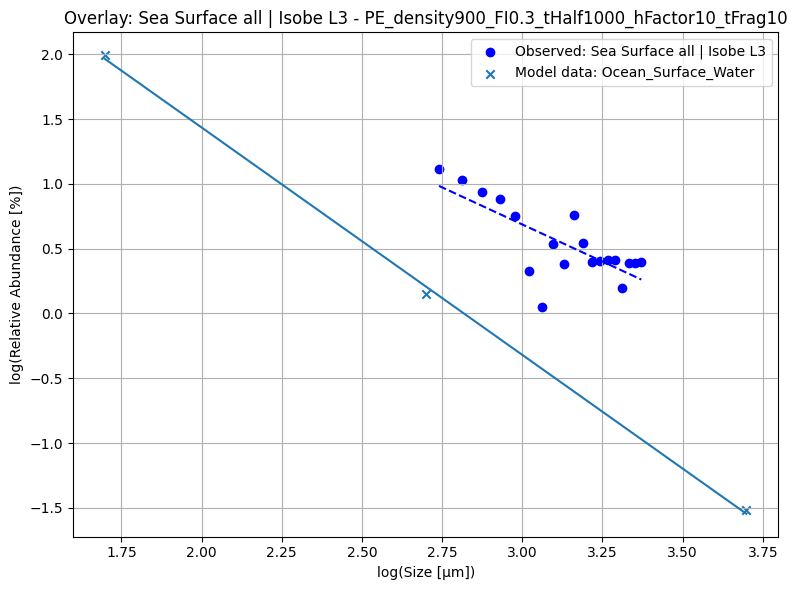 Overlay: Sea Surface all | Isobe L3 - PE_density900_FI0.3_tHalf1000_hFactor10_tFrag10
Observed: Sea Surface all | Isobe L3
Model data: Ocean_Surface_Water
log(Relative Abundance [%])
2.0
1.5
1.0
0.5
0.0
−0.5
−1.0
−1.5
1.75 2.00 2.25 2.50 2.75 3.00 3.25 3.50 3.75
log(Size [μm])